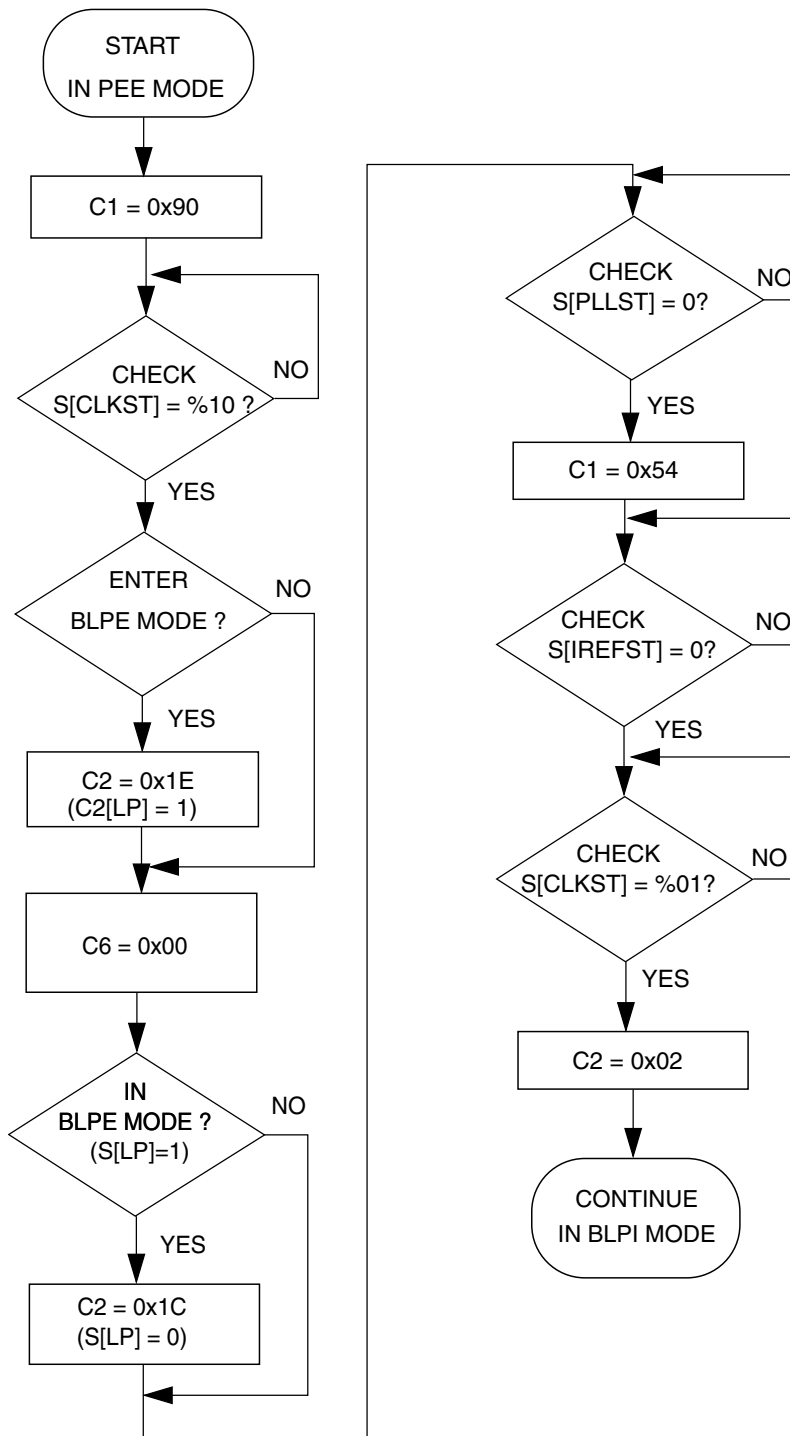 START
IN PEE MODE
C1 = 0x90
CHECK
S[CLKST] = %10 ?
NO
YES
ENTER
BLPE MODE ?
NO
YES
C2 = 0x1E
(C2[LP] = 1)
C6 = 0x00
IN
BLPE MODE ?
(S[LP]=1)
NO
YES
C2 = 0x1C
(S[LP] = 0)
CHECK
S[PLLST] = 0?
NO
YES
C1 = 0x54
CHECK
S[IREFST] = 0?
NO
YES
CHECK
S[CLKST] = %01?
NO
YES
C2 = 0x02
CONTINUE
IN BLPI MODE